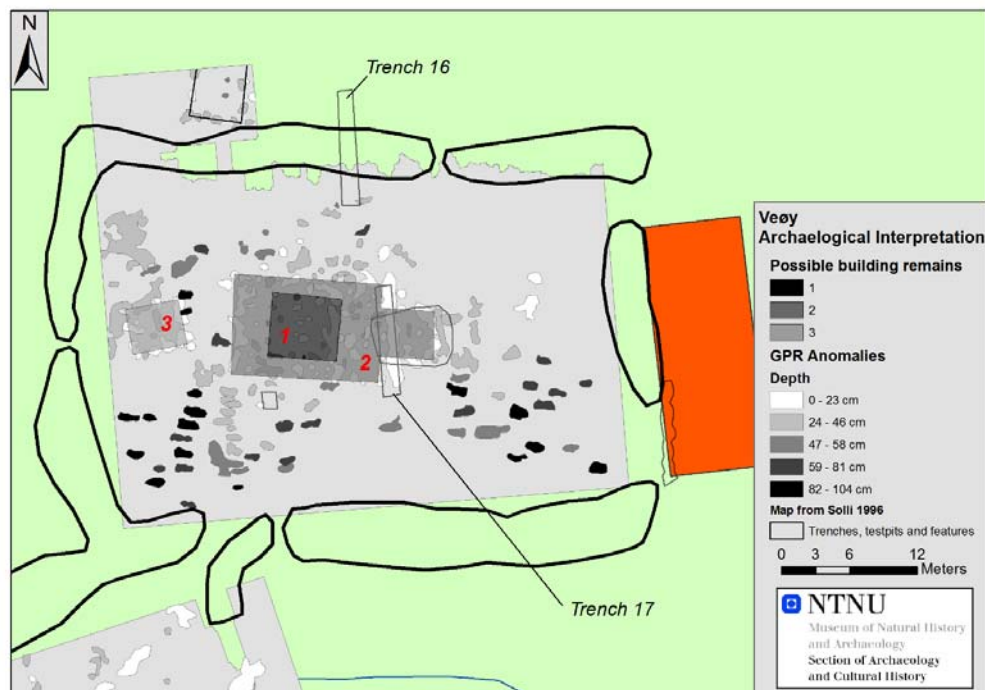 N
Trench 16
3
1
2
Trench 17
Veøy
Archaelogical Interpretation
Possible building remains
1
2
3
GPR Anomalies
Depth
0 - 23 cm
24 - 46 cm
47 - 58 cm
59 - 81 cm
82 - 104 cm
Map from Solli 1996
Trenches, testpits and features
0 3 6 12
Meters
NTNU
Museum of Natural History
and Archaeology
Section of Archaeology
and Cultural History